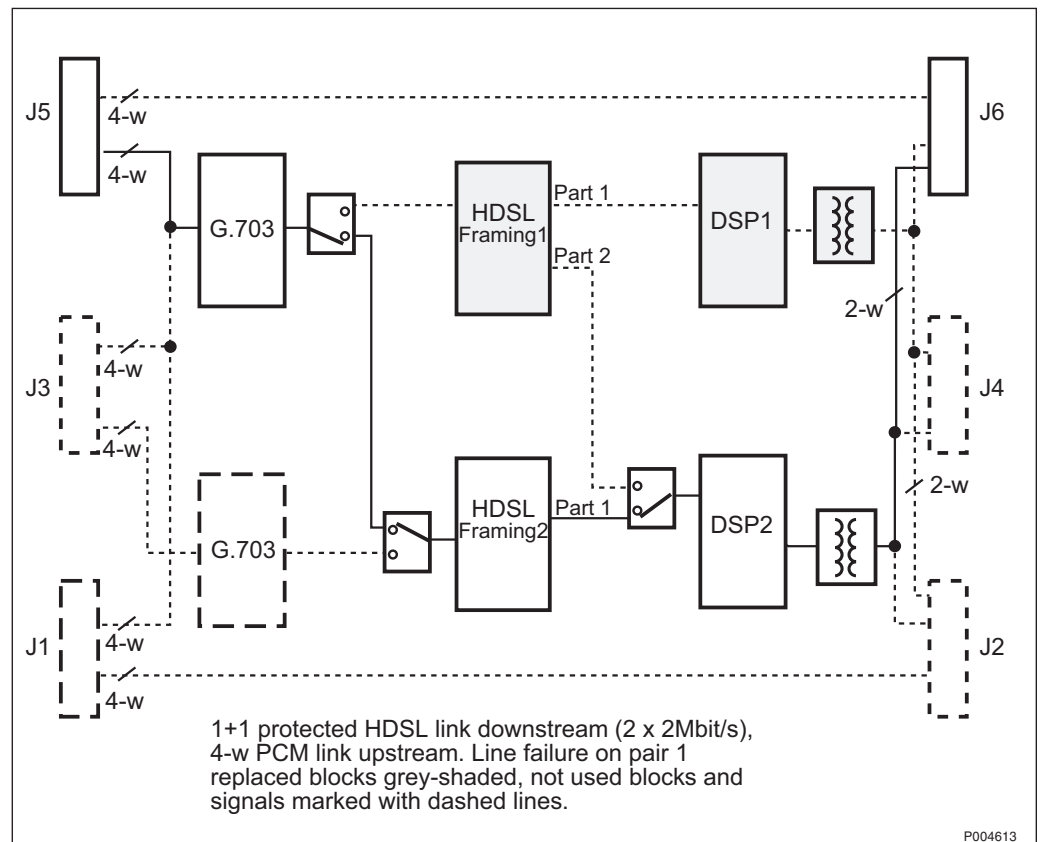 J5
4-w
4-w
J6
G.703
HDSL
Framing1
Part 1
Part 2
DSP1
2-w
J3
4-w
4-w
J4
2-w
G.703
HDSL
Framing2
Part 1
DSP2
J1
4-w
4-w
J2
1+1 protected HDSL link downstream (2 x 2Mbit/s),
4-w PCM link upstream. Line failure on pair 1
replaced blocks grey-shaded, not used blocks and
signals marked with dashed lines.
P004613